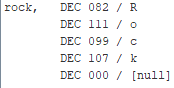 rock, DEC 082 / R
DEC 111 / o
DEC 099 / c
DEC 107 / k
DEC 000 / [null]